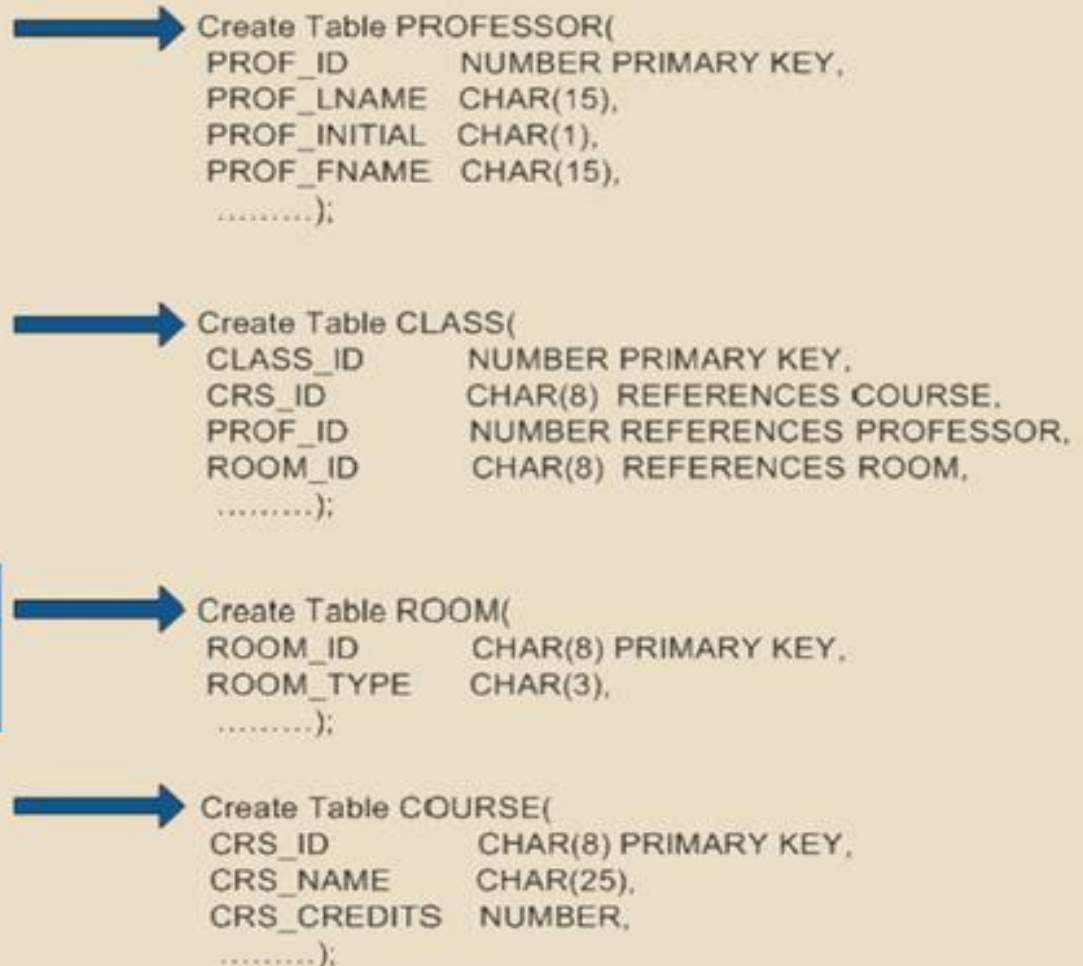 Create Table PROFESSOR(
PROF_ID NUMBER PRIMARY KEY,
PROF_LNAME CHAR(15),
PROF_INITIAL CHAR(1),
PROF_FNAME CHAR(15),
.........);
Create Table CLASS(
CLASS_ID NUMBER PRIMARY KEY,
CRS_ID CHAR(8) REFERENCES COURSE,
PROF_ID NUMBER REFERENCES PROFESSOR,
ROOM_ID CHAR(8) REFERENCES ROOM,
.........);
Create Table ROOM(
ROOM_ID CHAR(8) PRIMARY KEY,
ROOM_TYPE CHAR(3),
.........);
Create Table COURSE(
CRS_ID CHAR(8) PRIMARY KEY,
CRS_NAME CHAR(25),
CRS_CREDITS NUMBER,
.........);